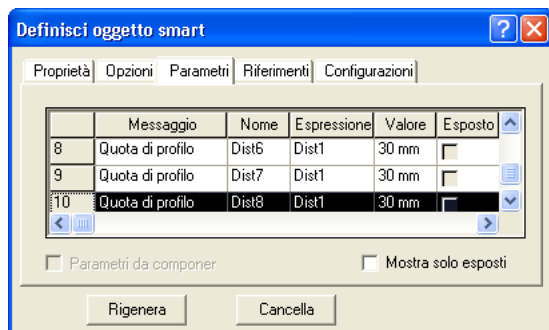 Definisci oggetto smart
Proprietà Opzioni Parametri Riferimenti Configurazioni
Messaggio Nome Espressione Valore Esposto
8 Quota di profilo Dist6 Dist1 30 mm
9 Quota di profilo Dist7 Dist1 30 mm
10 Quota di profilo Dist8 Dist1 30 mm
Parametri da componer Mostra solo esposti
Rigenera Cancella